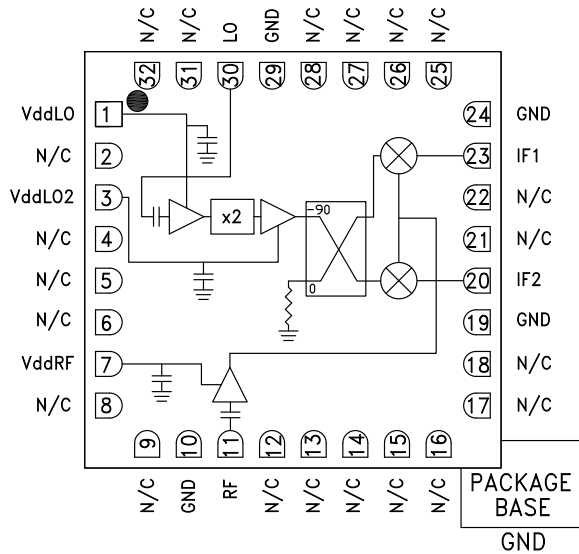 N/C N/C LO GND N/C N/C N/C N/C
32 31 30 29 28 27 26 25
VddLO 1
N/C 2
VddLO2 3
N/C 4
N/C 5
N/C 6
VddRF 7
N/C 8
x2
-90
0
24 GND
23 IF1
22 N/C
21 N/C
20 IF2
19 GND
18 N/C
17 N/C
9 10 11 12 13 14 15 16
N/C GND RF N/C N/C N/C N/C N/C
PACKAGE
BASE
GND